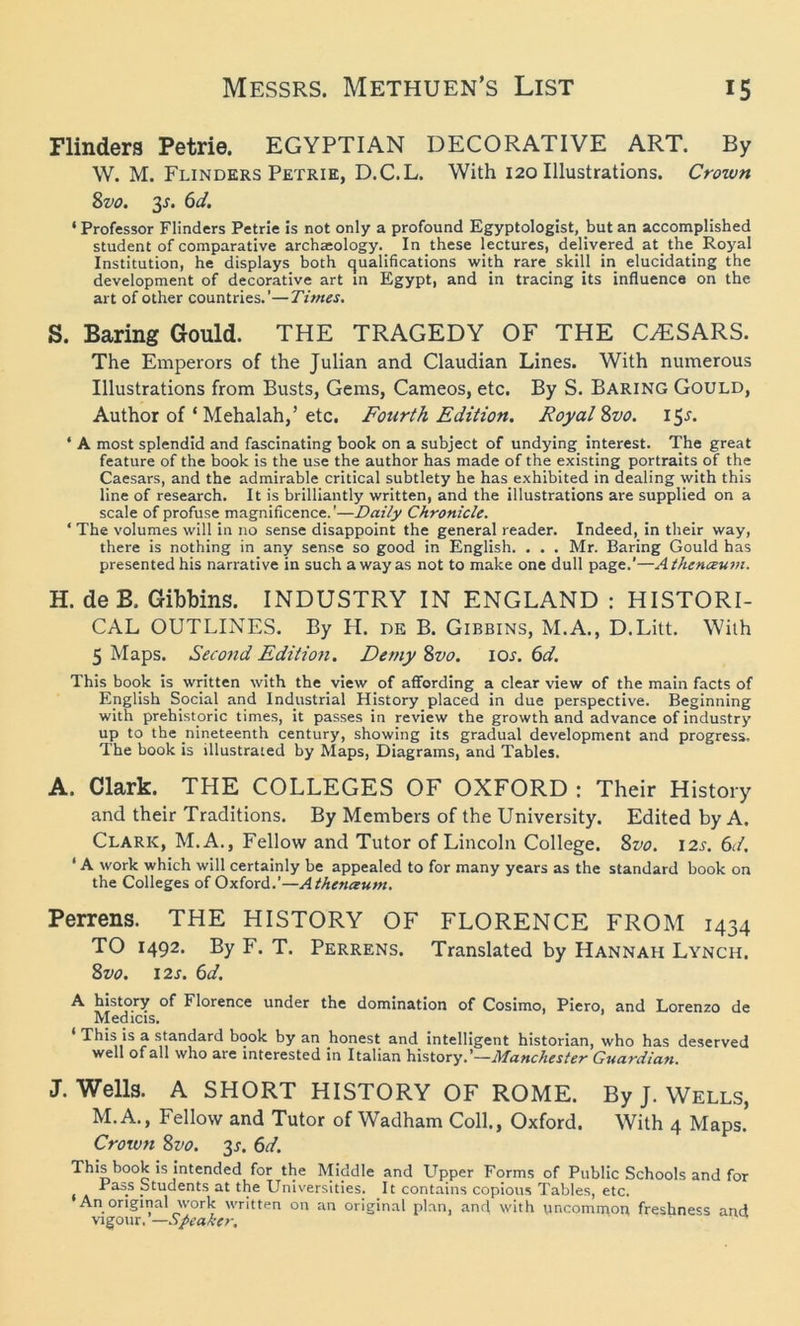 MESSRS. METHUEN'S LIST 15
Flinders Petrie. EGYPTIAN DECORATIVE ART. By
W. M. FLINDERS PETRIE, D.C.L. With 120 Illustrations. Crown
8vo. 3s. 6d.
‘Professor Flinders Petrie is not only a profound Egyptologist, but an accomplished
student of comparative archæology. In these lectures, delivered at the Royal
Institution, he displays both qualifications with rare skill in elucidating the
development of decorative art in Egypt, and in tracing its influence on the
art of other countries.’—Times.
S. Baring Gould. THE TRAGEDY OF THE CÆSARS.
The Emperors of the Julian and Claudian Lines. With numerous
Illustrations from Busts, Gems, Cameos, etc. By S. BARING GOULD,
Author of ‘Mehalah,’ etc. Fourth Edition. Royal 8vo. 15s.
‘A most splendid and fascinating book on a subject of undying interest. The great
feature of the book is the use the author has made of the existing portraits of the
Caesars, and the admirable critical subtlety he has exhibited in dealing with this
line of research. It is brilliantly written, and the illustrations are supplied on a
scale of profuse magnificence.’—Daily Chronicle.
‘The volumes will in no sense disappoint the general reader. Indeed, in their way,
there is nothing in any sense so good in English. . . . Mr. Baring Gould has
presented his narrative in such a way as not to make one dull page.’—Athenæum.
H. de B. Gibbins. INDUSTRY IN ENGLAND : HISTORI-
CAL OUTLINES. By H. DE B. GIBBINS, M.A., D.Litt. With
5 Maps. Second Edition. Demy 8vo. 10s. 6d.
This book is written with the view of affording a clear view of the main facts of
English Social and Industrial History placed in due perspective. Beginning
with prehistoric times, it passes in review the growth and advance of industry
up to the nineteenth century, showing its gradual development and progress.
The book is illustrated by Maps, Diagrams, and Tables.
A. Clark. THE COLLEGES OF OXFORD : Their History
and their Traditions. By Members of the University. Edited by A.
CLARK, M.A., Fellow and Tutor of Lincoln College. 8vo. 12s. 6d.
‘A work which will certainly be appealed to for many years as the standard book on
the Colleges of Oxford.’—Athenæum.
Perrens. THE HISTORY OF FLORENCE FROM 1434
TO 1492. By F. T. PERRENS. Translated by HANNAH LYNCH.
8vo. 12s. 6d.
A history of Florence under the domination of Cosimo, Piero, and Lorenzo de
Medicis.
‘This is a standard book by an honest and intelligent historian, who has deserved
well of all who are interested in Italian history.’—Manchester Guardian.
J. Wells. A SHORT HISTORY OF ROME. By J. WELLS,
M.A., Fellow and Tutor of Wadham Coll., Oxford. With 4 Maps.
Crown 8vo. 3s. 6d.
This book is intended for the Middle and Upper Forms of Public Schools and for
Pass Students at the Universities. It contains copious Tables, etc.
‘An original work written on an original plan, and with uncommon freshness and
vigour.’—Speaker.